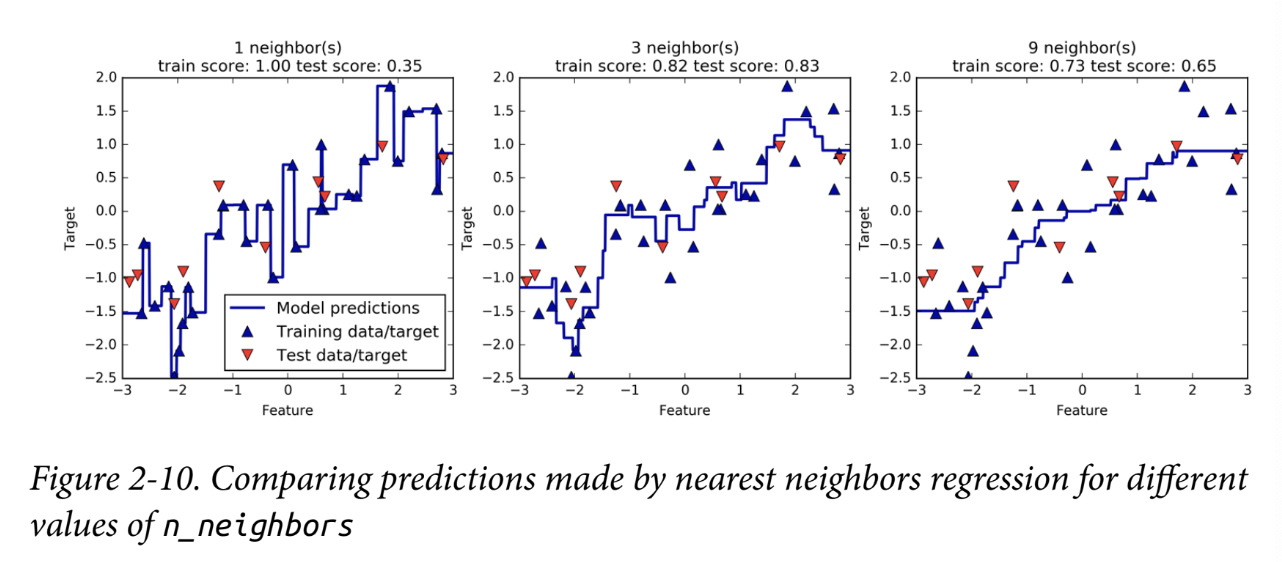 1 neighbor(s)
train score: 1.00 test score: 0.35
2.0
1.5
1.0
0.5
0.0
−0.5
−1.0
−1.5
−2.0
−2.5
Target
Model predictions
Training data/target
Test data/target
−3 −2 −1 0 1 2 3
Feature
3 neighbor(s)
train score: 0.82 test score: 0.83
2.0
1.5
1.0
0.5
0.0
−0.5
−1.0
−1.5
−2.0
−2.5
Target
−3 −2 −1 0 1 2 3
Feature
9 neighbor(s)
train score: 0.73 test score: 0.65
2.0
1.5
1.0
0.5
0.0
−0.5
−1.0
−1.5
−2.0
−2.5
Target
−3 −2 −1 0 1 2 3
Feature
Figure 2-10. Comparing predictions made by nearest neighbors regression for different
values of n_neighbors